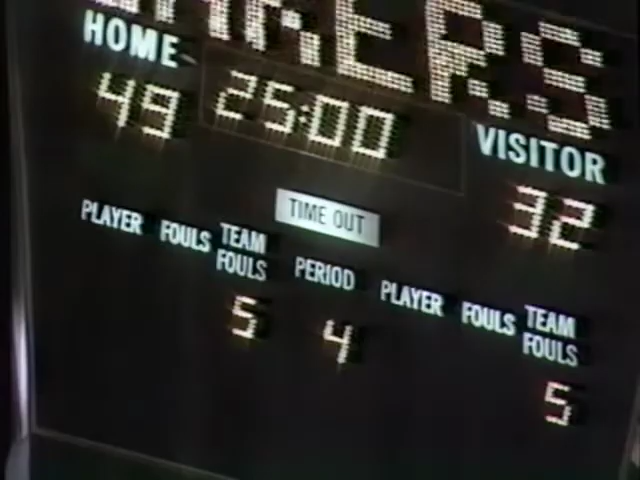 LAKERS
HOME
49
25:00
VISITOR
32
TIME OUT
PLAYER FOULS TEAM FOULS
PERIOD
PLAYER FOULS TEAM FOULS
5
4
5